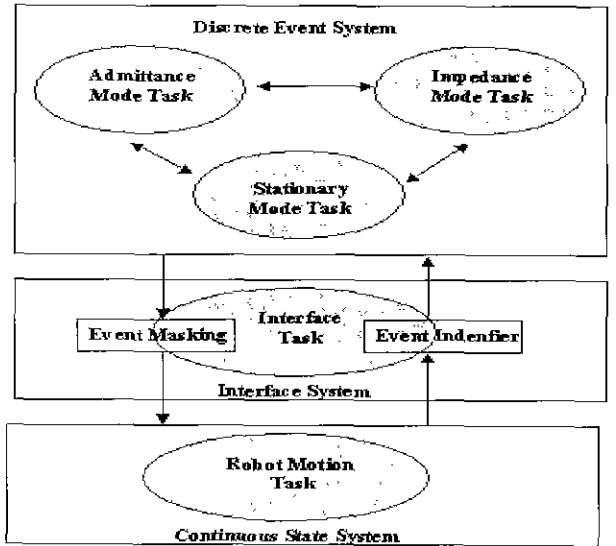 Discrete Event System
Admittance
Mode Task
Impedance
Mode Task
Stationary
Mode Task
Interface
Task
Event Masking
Event Indenfier
Interface System
Robot Motion
Task
Continuous State System